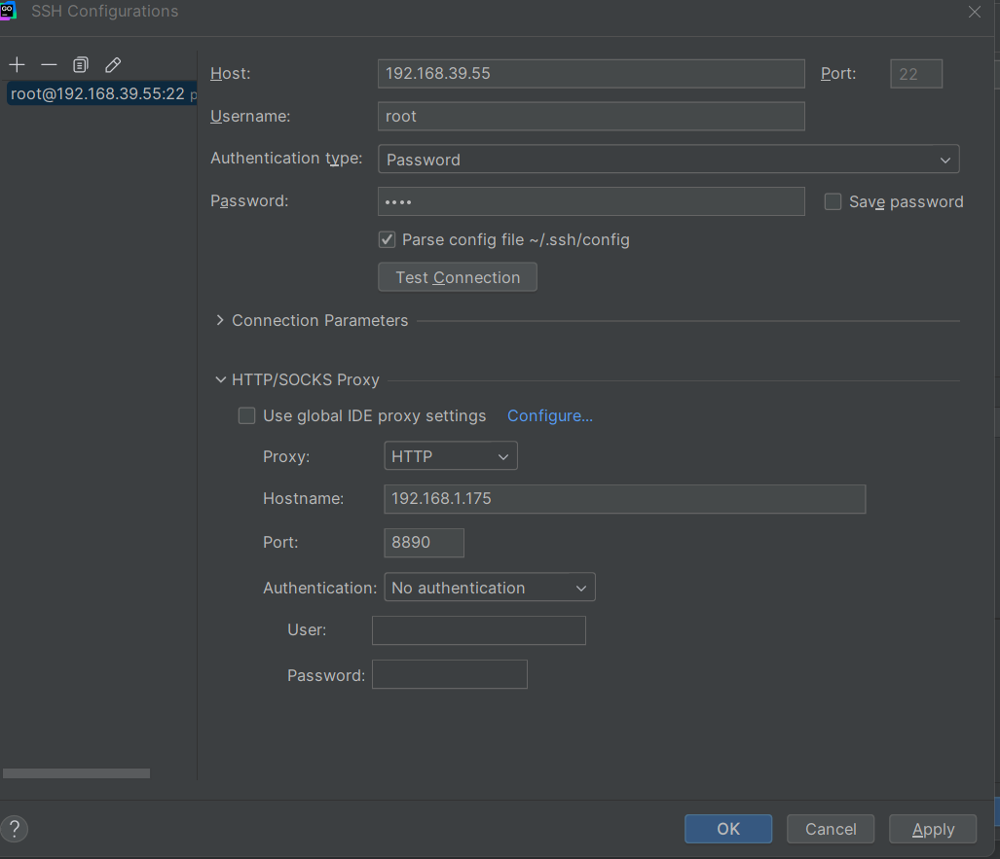 GO
SSH Configurations
root@192.168.39.55:22 p
Host:
192.168.39.55
Port:
22
Username:
root
Authentication type:
Password
Password:
••••
Save password
Parse config file ~/.ssh/config
Test Connection
Connection Parameters
HTTP/SOCKS Proxy
Use global IDE proxy settings Configure...
Proxy:
HTTP
Hostname:
192.168.1.175
Port:
8890
Authentication:
No authentication
User:
Password:
?
OK
Cancel
Apply